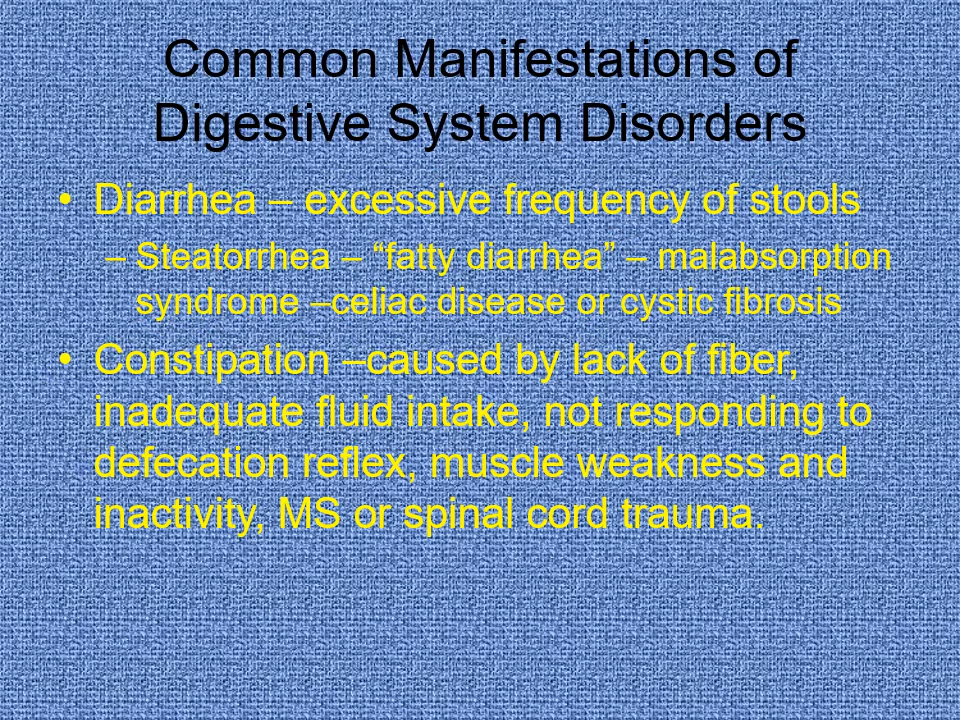 Common Manifestations of
Digestive System Disorders
• Diarrhea – excessive frequency of stools
– Steatorrhea – “fatty diarrhea” – malabsorption
syndrome –celiac disease or cystic fibrosis
• Constipation –caused by lack of fiber,
inadequate fluid intake, not responding to
defecation reflex, muscle weakness and
inactivity, MS or spinal cord trauma.